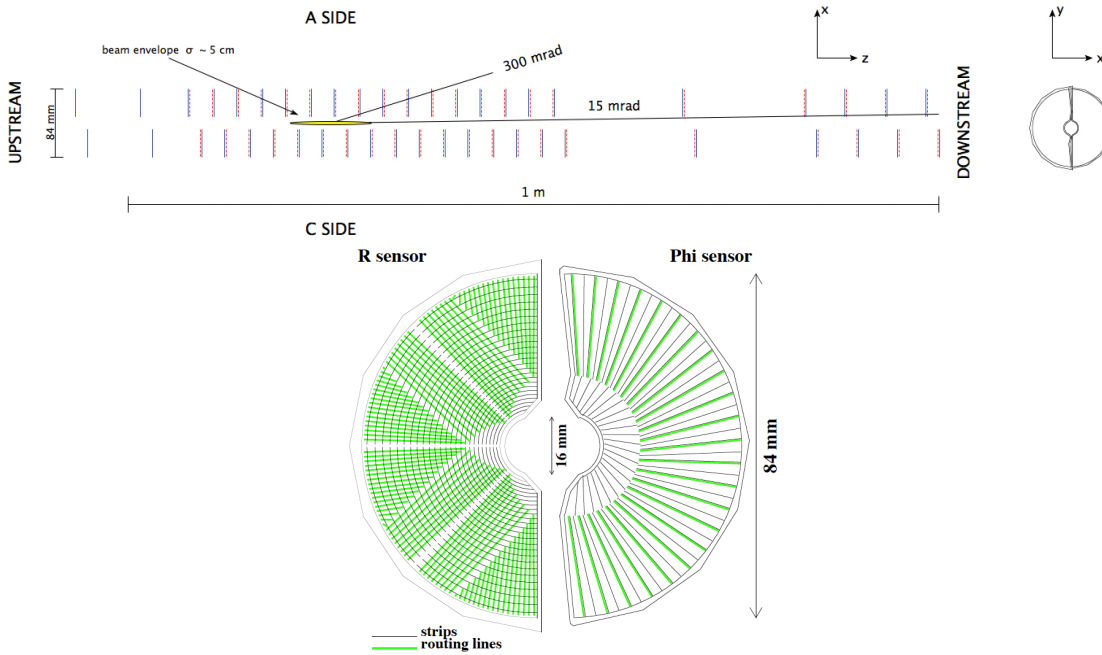 A SIDE
beam envelope σ ~ 5 cm
300 mrad
15 mrad
UPSTREAM
84 mm
DOWNSTREAM
x
z
y
x
1 m
C SIDE
R sensor
Phi sensor
16 mm
84 mm
strips
routing lines